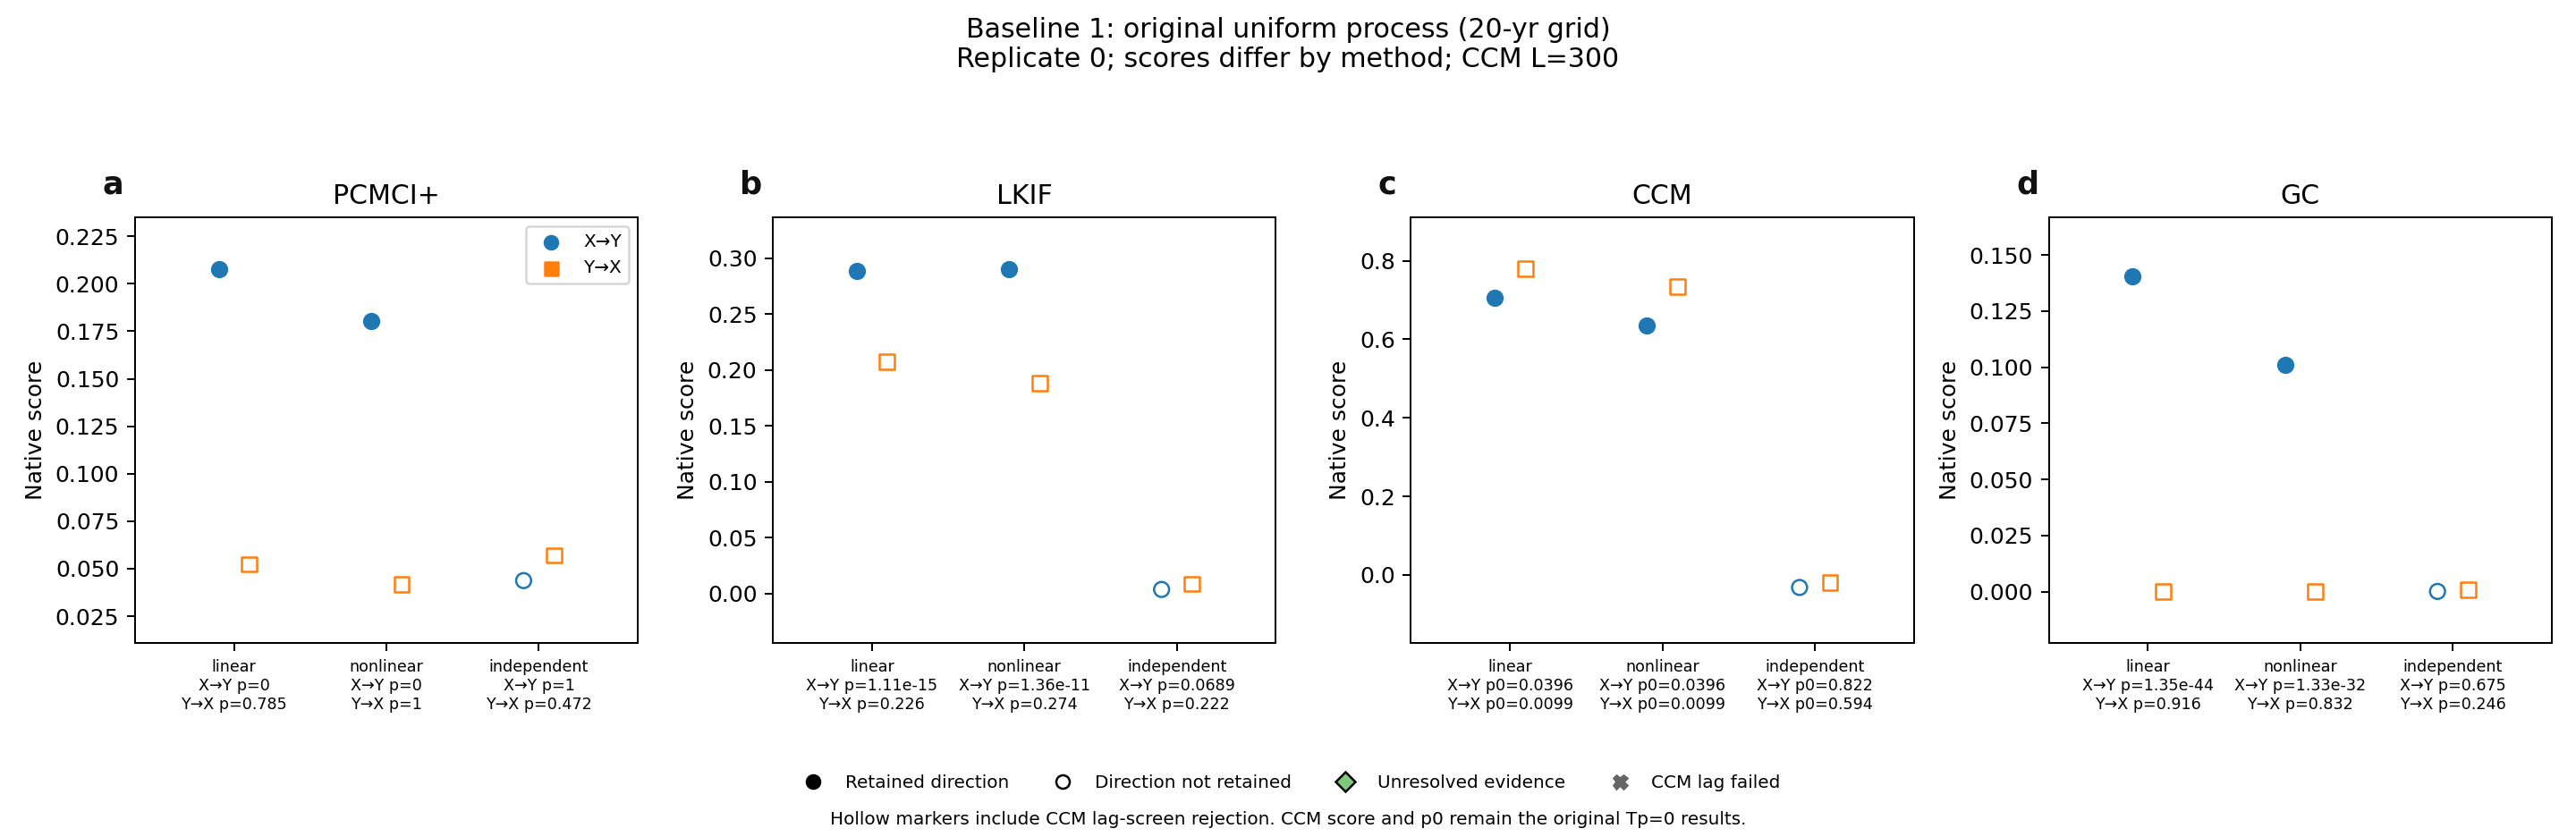 Baseline 1: original uniform process (20-yr grid)
Replicate 0; scores differ by method; CCM L=300
a
PCMCI+
Native score
0.225
0.200
0.175
0.150
0.125
0.100
0.075
0.050
0.025
X→Y
Y→X
linear
X→Y p=0
Y→X p=0.785
nonlinear
X→Y p=0
Y→X p=1
independent
X→Y p=1
Y→X p=0.472
b
LKIF
Native score
0.30
0.25
0.20
0.15
0.10
0.05
0.00
linear
X→Y p=1.11e-15
Y→X p=0.226
nonlinear
X→Y p=1.36e-11
Y→X p=0.274
independent
X→Y p=0.0689
Y→X p=0.222
c
CCM
Native score
0.8
0.6
0.4
0.2
0.0
linear
X→Y p0=0.0396
Y→X p0=0.0099
nonlinear
X→Y p0=0.0396
Y→X p0=0.0099
independent
X→Y p0=0.822
Y→X p0=0.594
d
GC
Native score
0.150
0.125
0.100
0.075
0.050
0.025
0.000
linear
X→Y p=1.35e-44
Y→X p=0.916
nonlinear
X→Y p=1.33e-32
Y→X p=0.832
independent
X→Y p=0.675
Y→X p=0.246
Retained direction
Direction not retained
Unresolved evidence
CCM lag failed
Hollow markers include CCM lag-screen rejection. CCM score and p0 remain the original Tp=0 results.